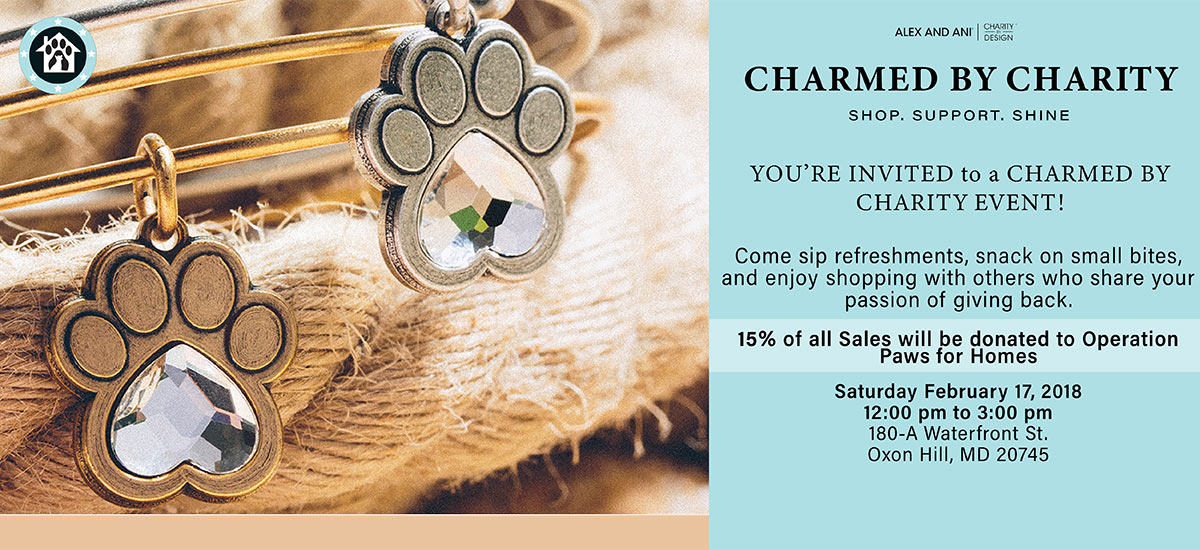 ALEX AND ANI | CHARITY BY DESIGN
CHARMED BY CHARITY
SHOP. SUPPORT. SHINE
YOU'RE INVITED to a CHARMED BY
CHARITY EVENT!
Come sip refreshments, snack on small bites,
and enjoy shopping with others who share your
passion of giving back.
15% of all Sales will be donated to Operation
Paws for Homes
Saturday February 17, 2018
12:00 pm to 3:00 pm
180-A Waterfront St.
Oxon Hill, MD 20745